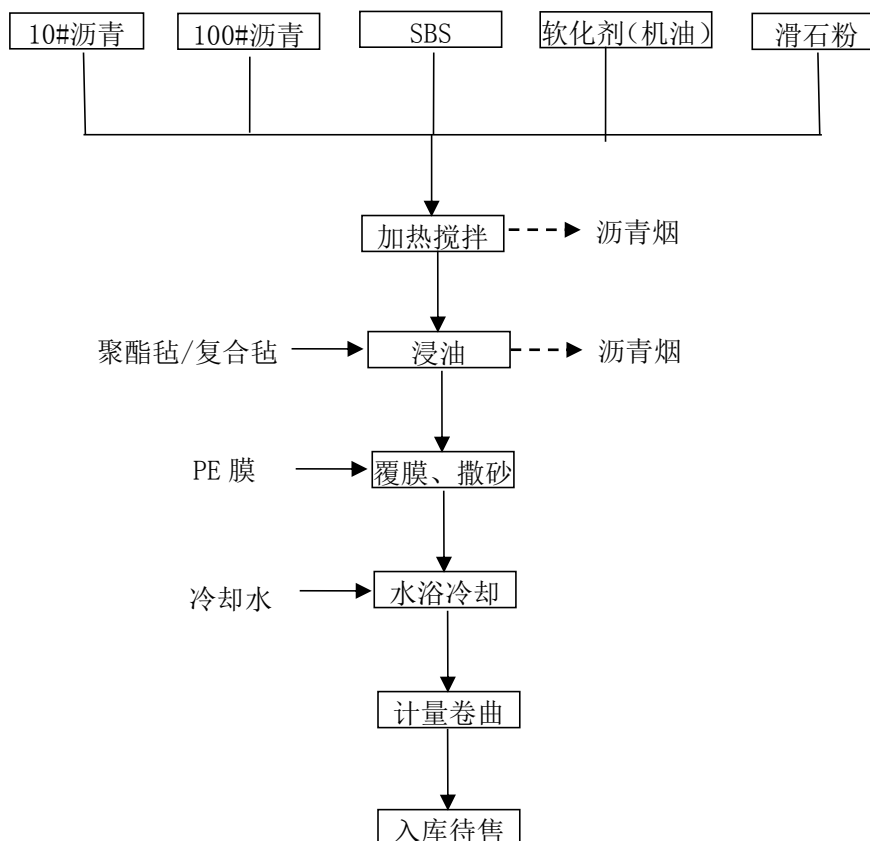 10#沥青 100#沥青 SBS 软化剂(机油) 滑石粉
加热搅拌 沥青烟
聚酯毡/复合毡 浸油 沥青烟
PE 膜 覆膜、撒砂
冷却水 水浴冷却
计量卷曲
入库待售